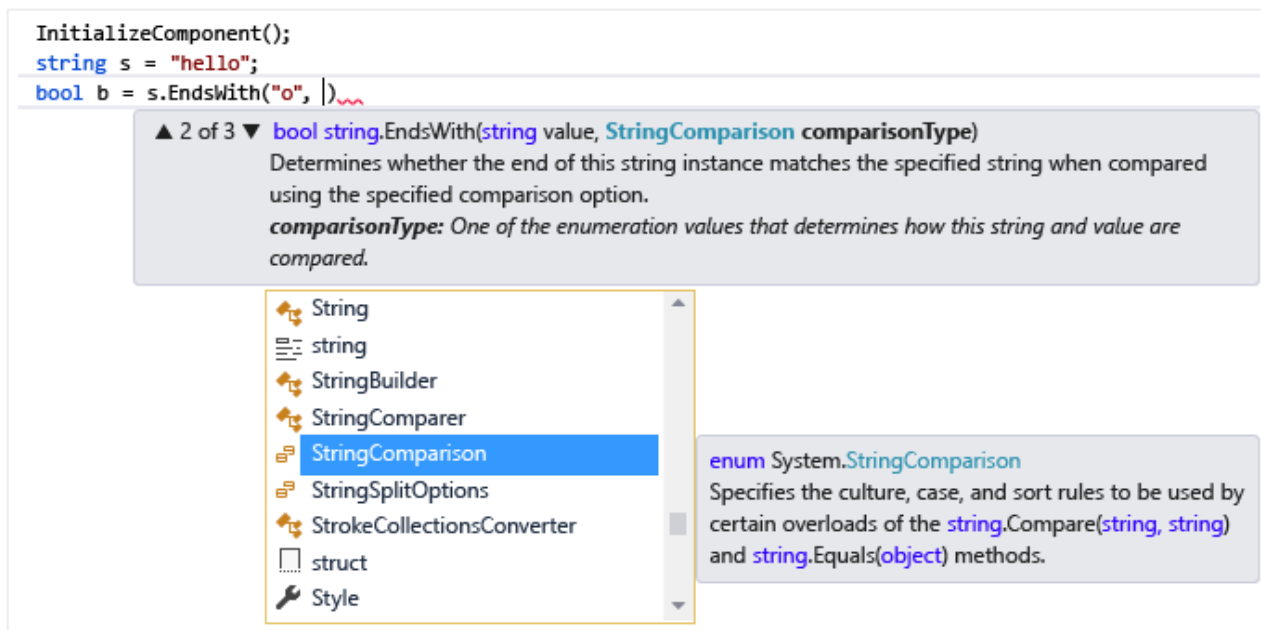 InitializeComponent();
string s = "hello";
bool b = s.EndsWith("o", )
▲ 2 of 3 ▼ bool string.EndsWith(string value, StringComparison comparisonType)
Determines whether the end of this string instance matches the specified string when compared
using the specified comparison option.
comparisonType: One of the enumeration values that determines how this string and value are
compared.
String
string
StringBuilder
StringComparer
StringComparison
StringSplitOptions
StrokeCollectionsConverter
struct
Style
enum System.StringComparison
Specifies the culture, case, and sort rules to be used by
certain overloads of the string.Compare(string, string)
and string.Equals(object) methods.